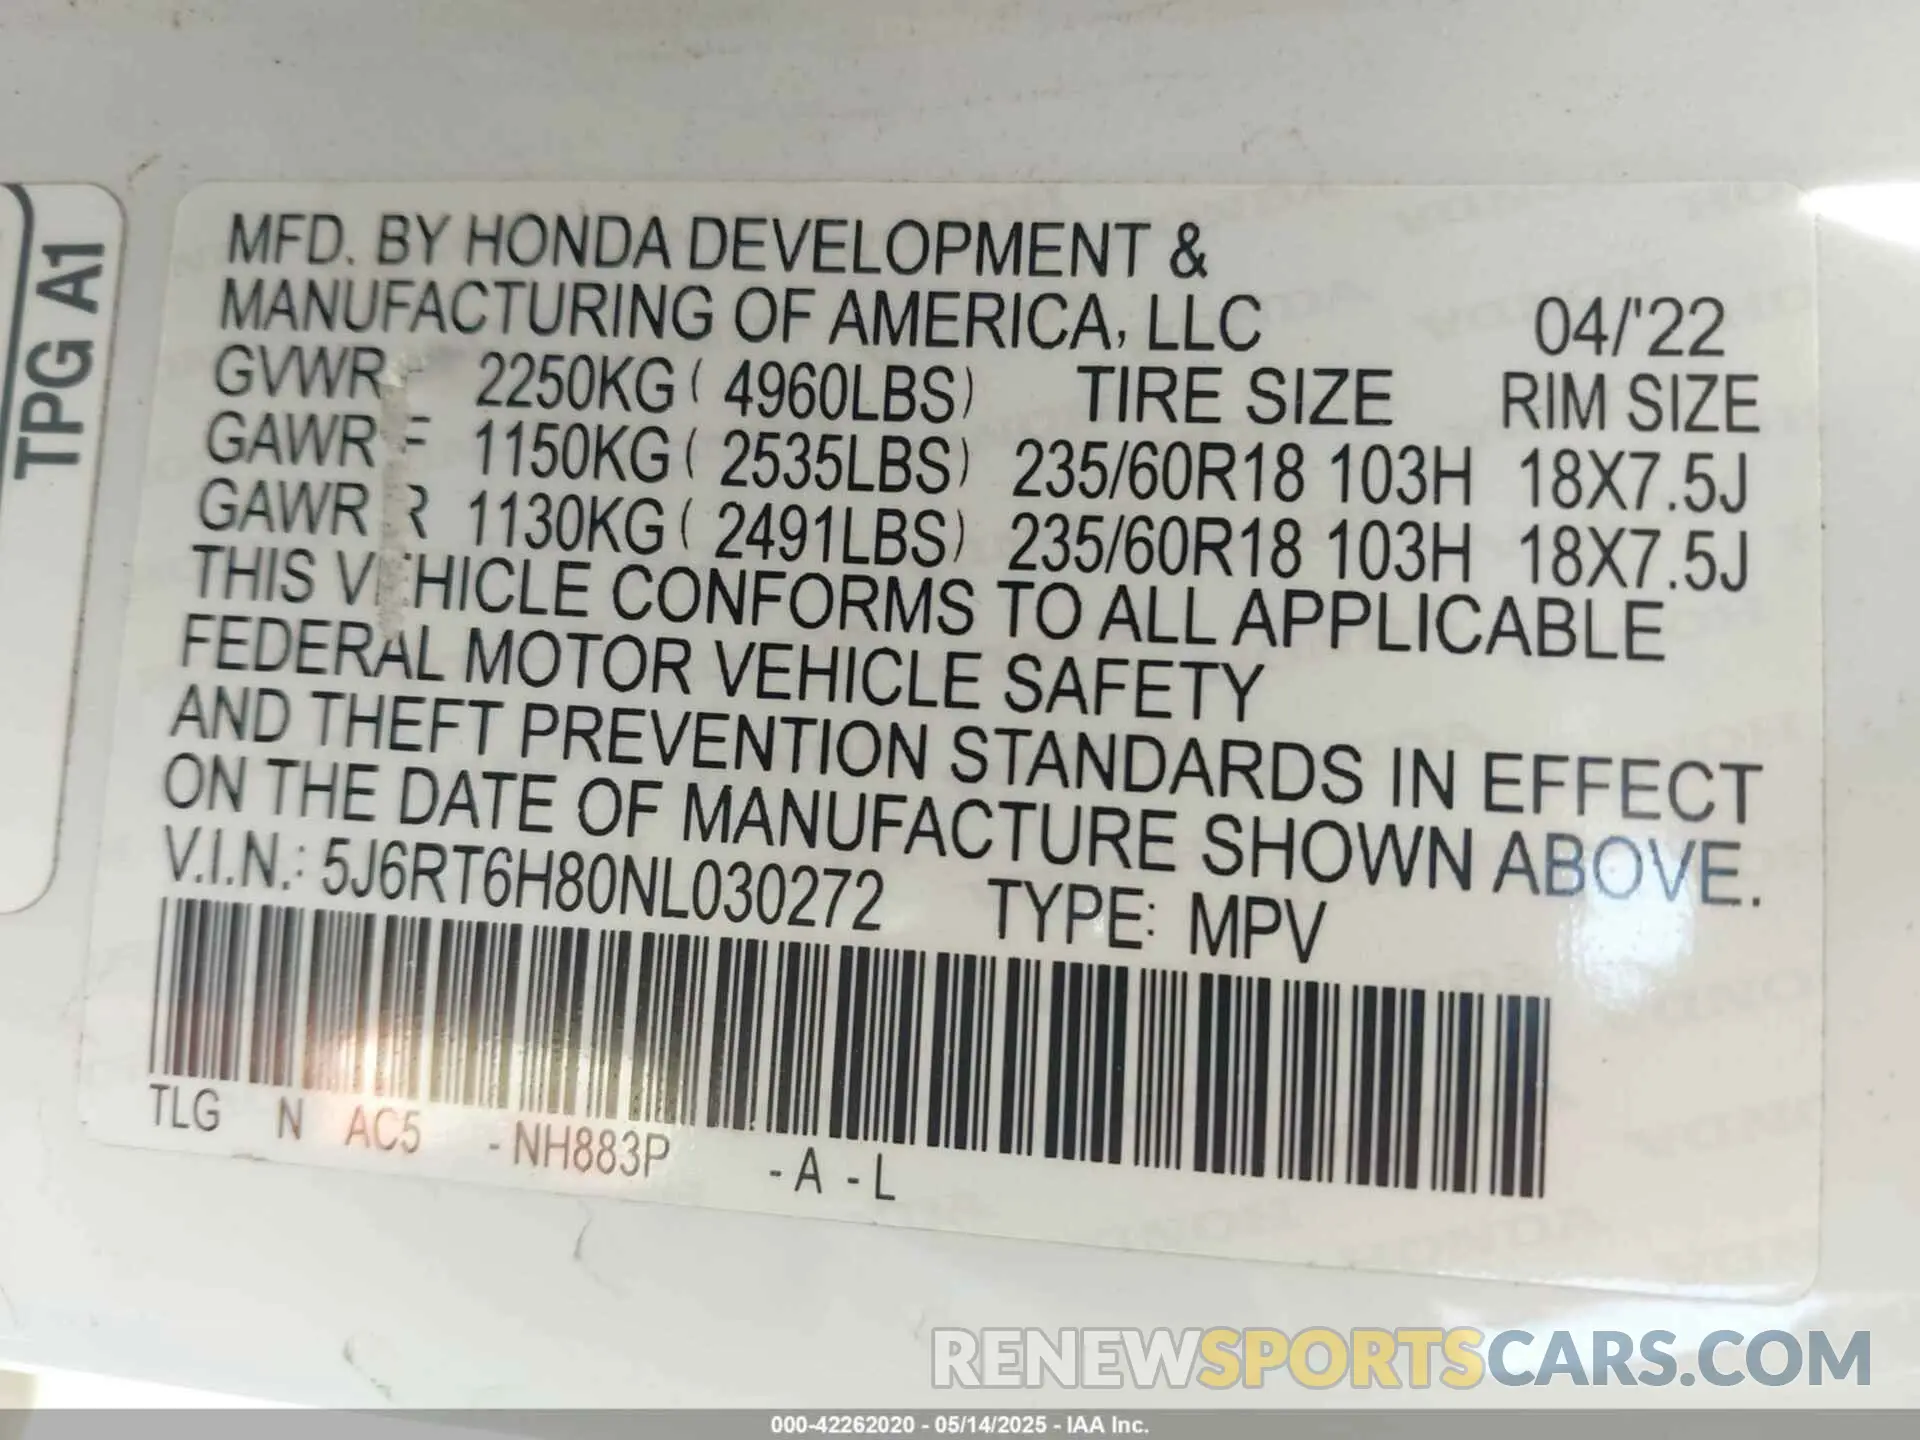 TPG A1
MFD. BY HONDA DEVELOPMENT &
MANUFACTURING OF AMERICA, LLC 04/'22
GVWR 2250KG ( 4960LBS) TIRE SIZE RIM SIZE
GAWR F 1150KG ( 2535LBS) 235/60R18 103H 18X7.5J
GAWR R 1130KG ( 2491LBS) 235/60R18 103H 18X7.5J
THIS VEHICLE CONFORMS TO ALL APPLICABLE
FEDERAL MOTOR VEHICLE SAFETY
AND THEFT PREVENTION STANDARDS IN EFFECT
ON THE DATE OF MANUFACTURE SHOWN ABOVE.
V.I.N.: 5J6RT6H80NL030272 TYPE: MPV
TLG N AC5 - NH883P - A - L
RENEWSPORTSCARS.COM
000-42262020 - 05/14/2025 - IAA Inc.